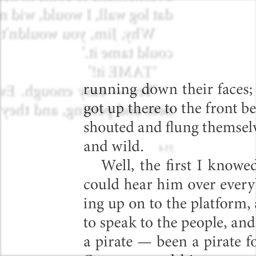 dat log wall, I would, wid m
Why, Jim, you wouldn't
could tame it."
"TAME it!"
enough. Ev
running down their faces;
got up there to the front be
shouted and flung themselv
and wild.
Well, the first I knowed
could hear him over every
ing up on to the platform, a
to speak to the people, and
a pirate — been a pirate fo